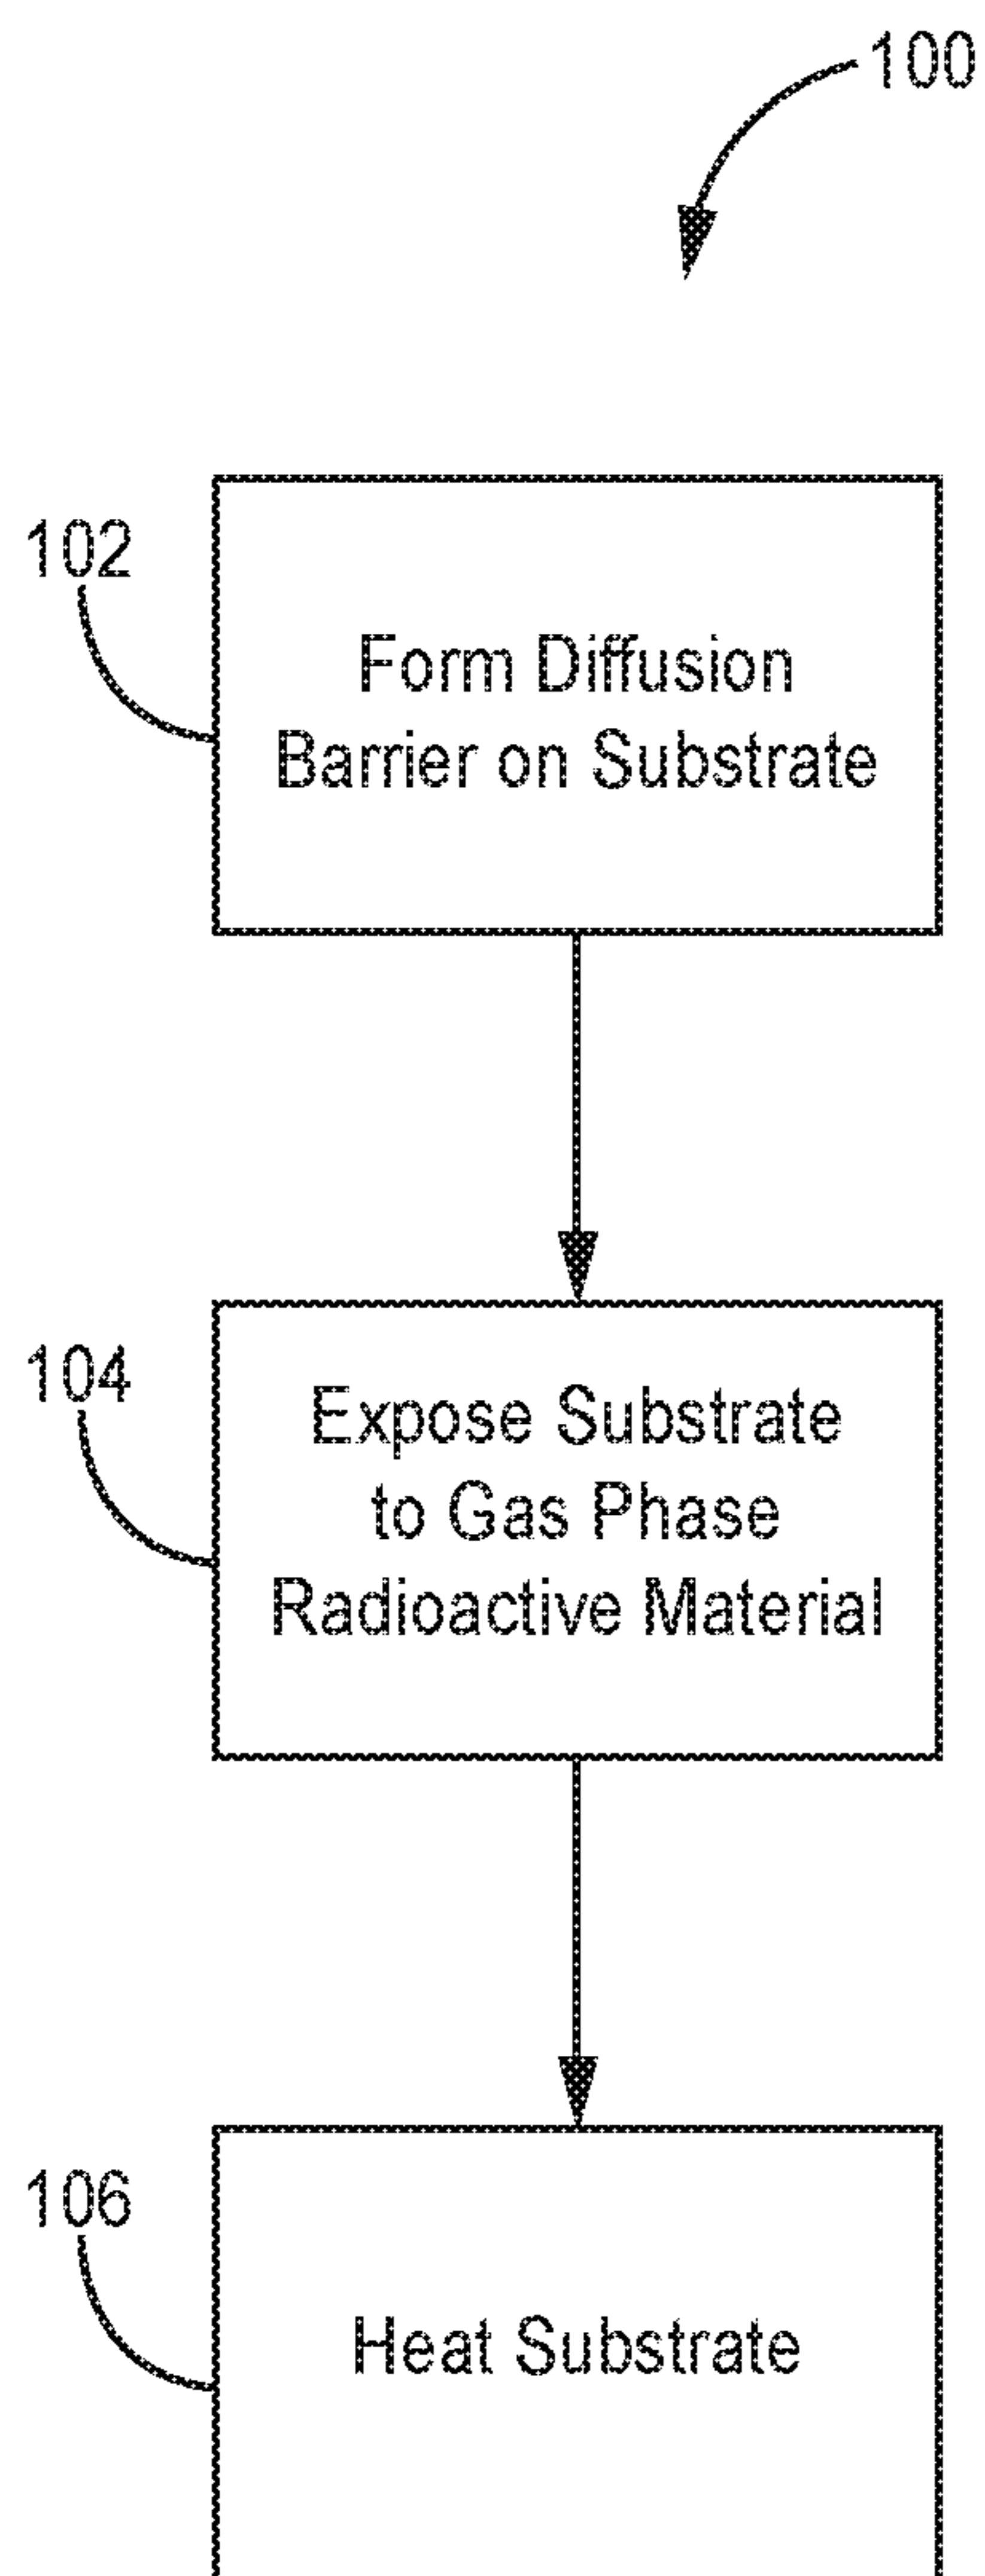 100
102
Form Diffusion
Barrier on Substrate
104
Expose Substrate
to Gas Phase
Radioactive Material
106
Heat Substrate